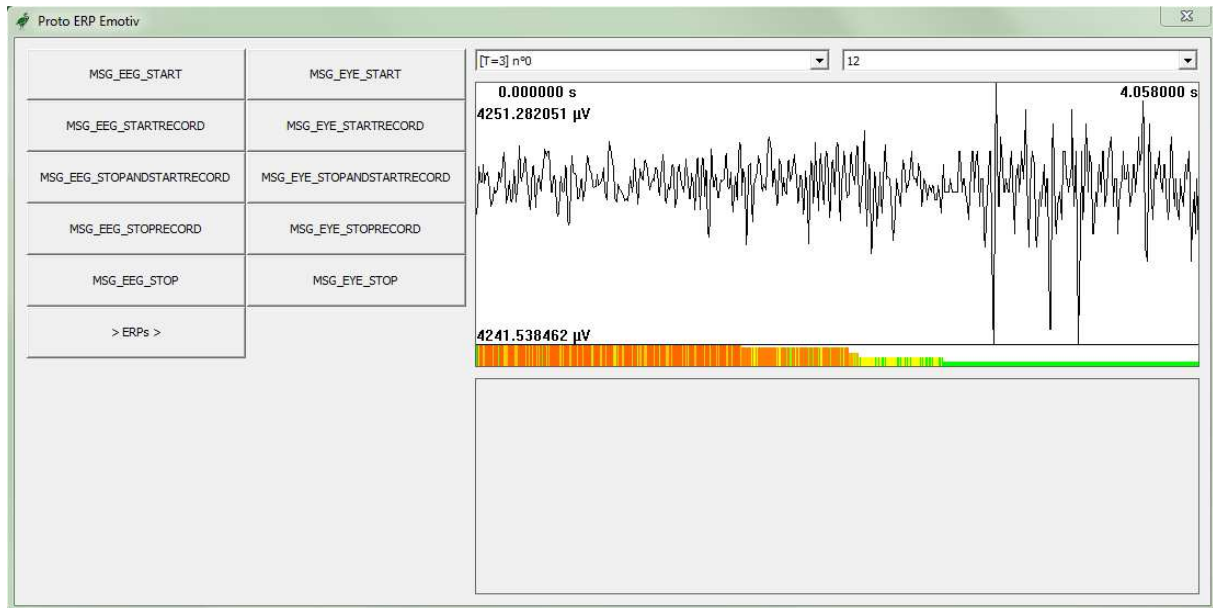 Proto ERP Emotiv
MSG_EEG_START
MSG_EYE_START
[T=3] n°0
12
MSG_EEG_STARTRECORD
MSG_EYE_STARTRECORD
0.000000 s
4.058000 s
4251.282051 µV
MSG_EEG_STOPANDSTARTRECORD
MSG_EYE_STOPANDSTARTRECORD
MSG_EEG_STOPRECORD
MSG_EYE_STOPRECORD
MSG_EEG_STOP
MSG_EYE_STOP
> ERPs >
4241.538462 µV